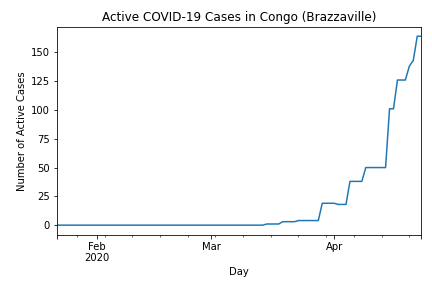 Active COVID-19 Cases in Congo (Brazzaville)
Number of Active Cases
150
125
100
75
50
25
0
Feb
2020
Mar
Apr
Day